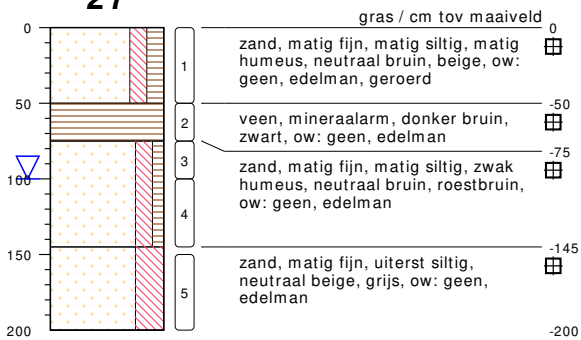 27
gras / cm tov maaiveld
0
0
1
zand, matig fijn, matig siltig, matig
humeus, neutraal bruin, beige, ow:
geen, edelman, geroerd
50
-50
2
veen, mineraalarm, donker bruin,
zwart, ow: geen, edelman
-75
3
zand, matig fijn, matig siltig, zwak
humeus, neutraal bruin, roestbruin,
ow: geen, edelman
100
4
150
-145
5
zand, matig fijn, uiterst siltig,
neutraal beige, grijs, ow: geen,
edelman
200
-200